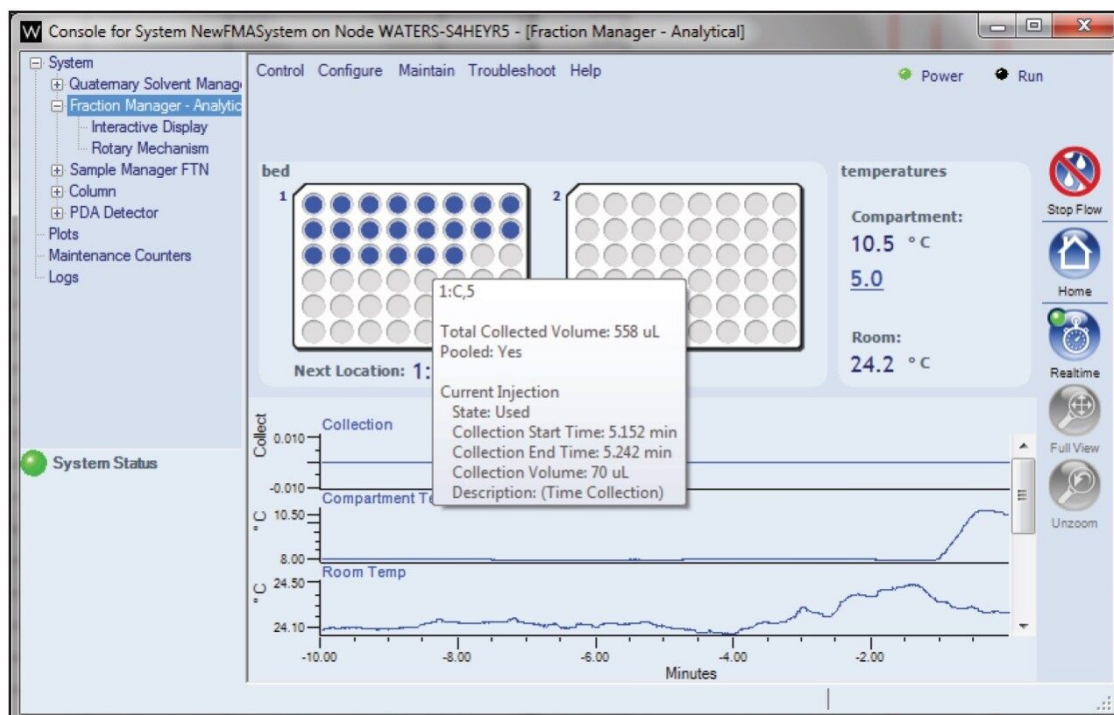 W Console for System NewFMASystem on Node WATERS-S4HEYR5 - [Fraction Manager - Analytical]
System
Quaternary Solvent Manag
Fraction Manager - Analytic
Interactive Display
Rotary Mechanism
Sample Manager FTN
Column
PDA Detector
Plots
Maintenance Counters
Logs
System Status
Control Configure Maintain Troubleshoot Help
Power Run
bed
1
2
Next Location: 1:
1:C,5
Total Collected Volume: 558 uL
Pooled: Yes
Current Injection
State: Used
Collection Start Time: 5.152 min
Collection End Time: 5.242 min
Collection Volume: 70 uL
Description: (Time Collection)
temperatures
Compartment:
10.5 °C
5.0
Room:
24.2 °C
Stop Flow
Home
Realtime
Full View
Unzoom
Collection
Collect
0.010
-0.010
Compartment Te
°C
10.50
8.00
Room Temp
°C
24.50
24.10
-10.00 -8.00 -6.00 -4.00 -2.00
Minutes